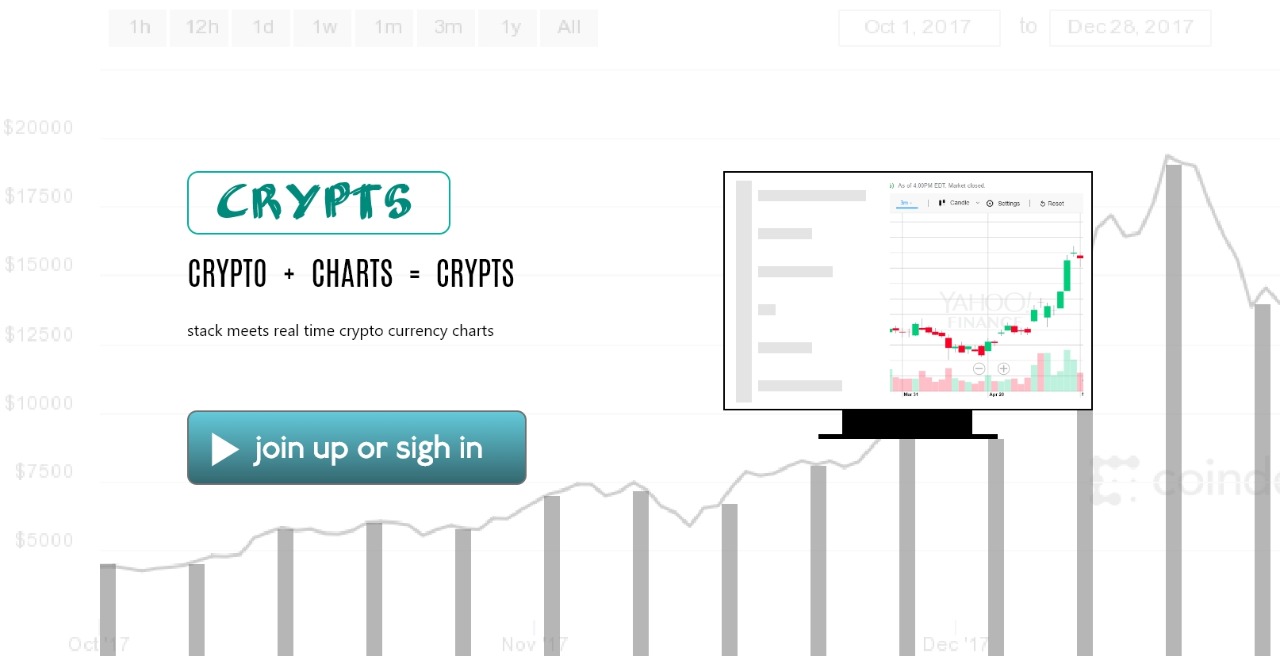 1h 12h 1d 1w 1m 3m 1y All Oct 1, 2017 to Dec 28, 2017
$20000
$17500
$15000
$12500
$10000
$7500
$5000
Oct '17 Nov '17 Dec '17
CRYPTS
CRYPTO + CHARTS = CRYPTS
stack meets real time crypto currency charts
join up or sigh in
As of 4:00PM EDT. Market closed.
3m Candle Settings Reset
YAHOO!
FINANCE
Mar 31 Apr 20
coinde